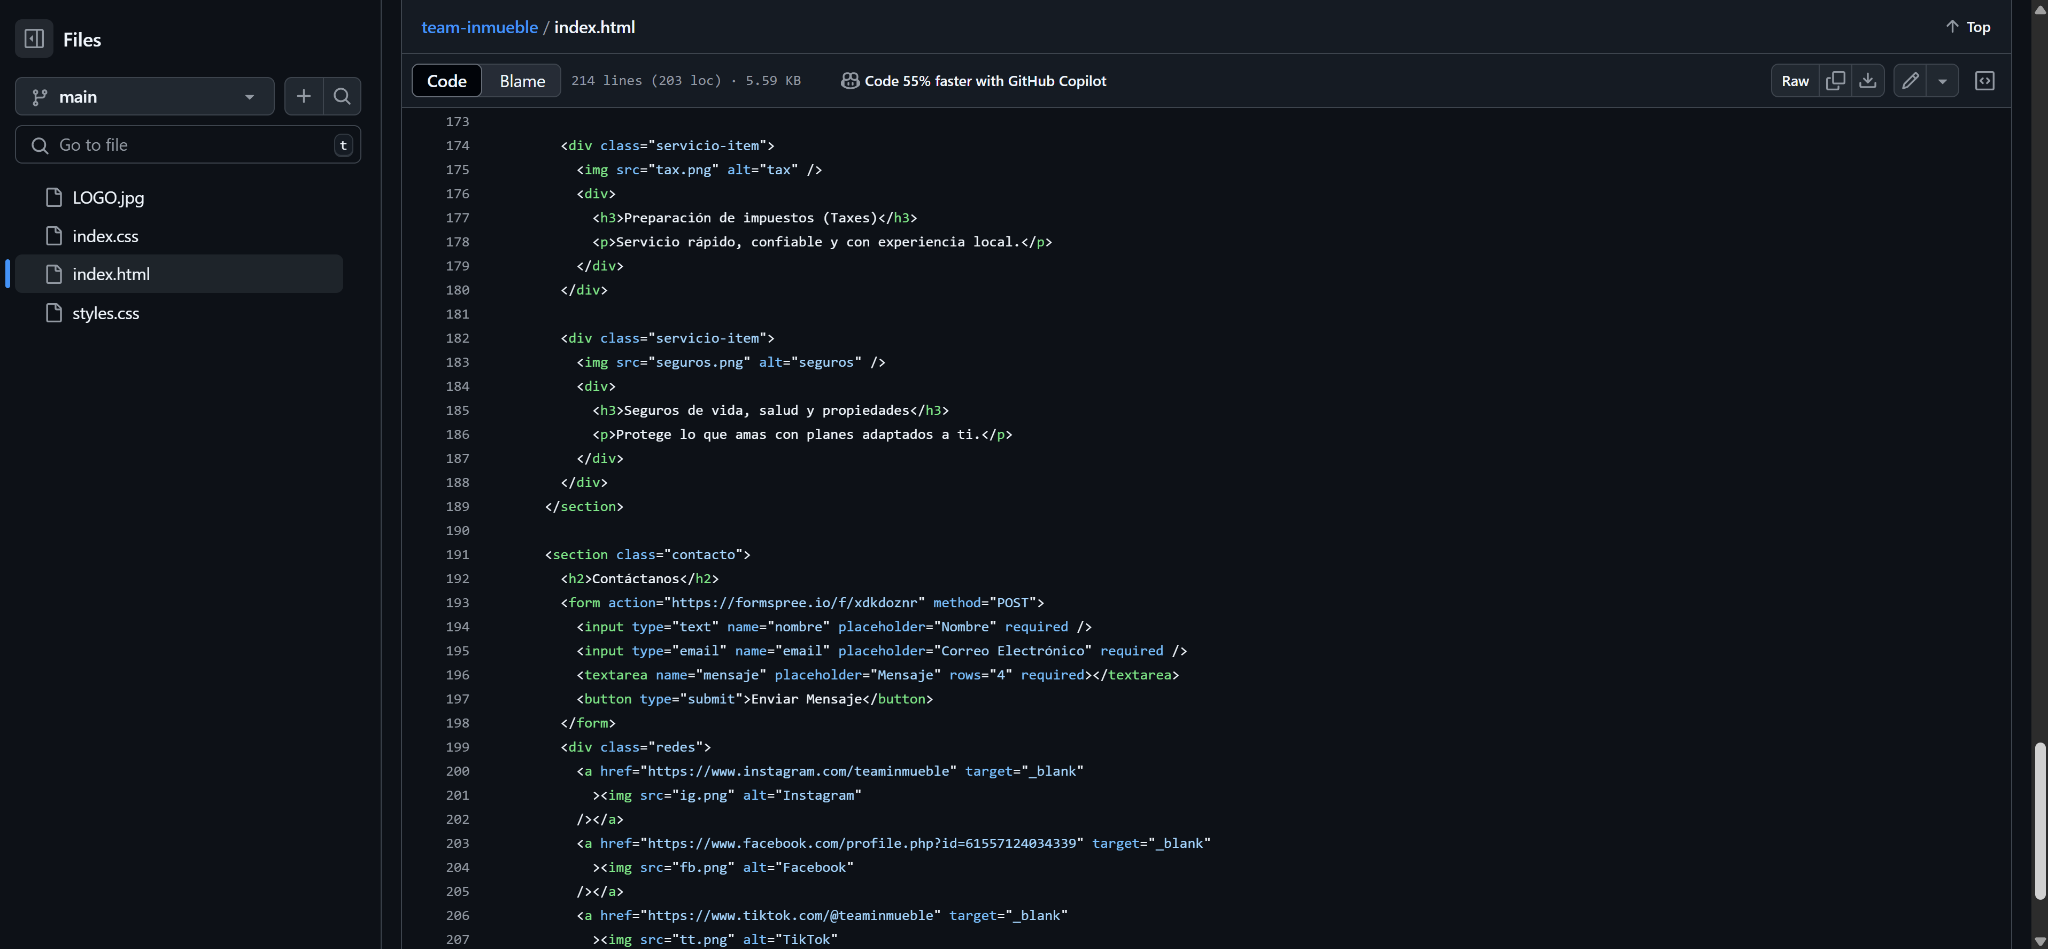 Files
main
Go to file
t
LOGO.jpg
index.css
index.html
styles.css
team-inmueble / index.html
Top
Code Blame 214 lines (203 loc) · 5.59 KB Code 55% faster with GitHub Copilot Raw
173
174 <div class="servicio-item">
175 <img src="tax.png" alt="tax" />
176 <div>
177 <h3>Preparación de impuestos (Taxes)</h3>
178 <p>Servicio rápido, confiable y con experiencia local.</p>
179 </div>
180 </div>
181
182 <div class="servicio-item">
183 <img src="seguros.png" alt="seguros" />
184 <div>
185 <h3>Seguros de vida, salud y propiedades</h3>
186 <p>Protege lo que amas con planes adaptados a ti.</p>
187 </div>
188 </div>
189 </section>
190
191 <section class="contacto">
192 <h2>Contáctanos</h2>
193 <form action="https://formspree.io/f/xdkdoznr" method="POST">
194 <input type="text" name="nombre" placeholder="Nombre" required />
195 <input type="email" name="email" placeholder="Correo Electrónico" required />
196 <textarea name="mensaje" placeholder="Mensaje" rows="4" required></textarea>
197 <button type="submit">Enviar Mensaje</button>
198 </form>
199 <div class="redes">
200 <a href="https://www.instagram.com/teaminmueble" target="_blank"
201 ><img src="ig.png" alt="Instagram"
202 /></a>
203 <a href="https://www.facebook.com/profile.php?id=61557124034339" target="_blank"
204 ><img src="fb.png" alt="Facebook"
205 /></a>
206 <a href="https://www.tiktok.com/@teaminmueble" target="_blank"
207 ><img src="tt.png" alt="TikTok"